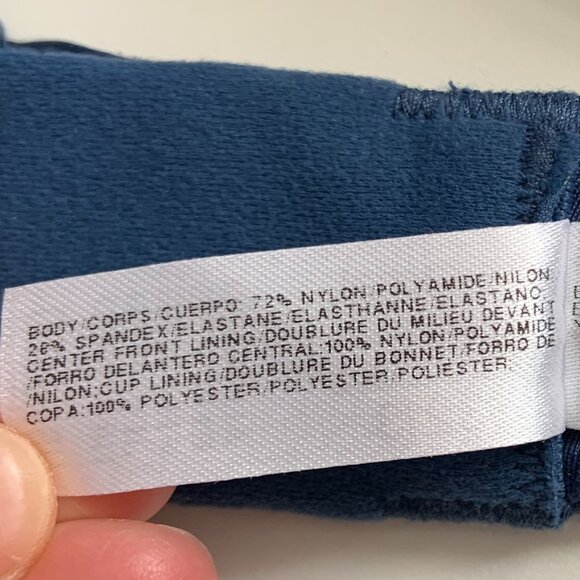 BODY/CORPS/CUERPO: 72% NYLON/POLYAMIDE/NILON
28% SPANDEX/ELASTANE/ELASTHANNE/ELASTANO
CENTER FRONT LINING/DOUBLURE DU MILIEU DEVANT
/FORRO DELANTERO CENTRAL:100% NYLON/POLYAMIDE
/NILON;CUP LINING/DOUBLURE DU BONNET/FORRO DE
COPA:100% POLYESTER/POLYESTER/POLIESTER;